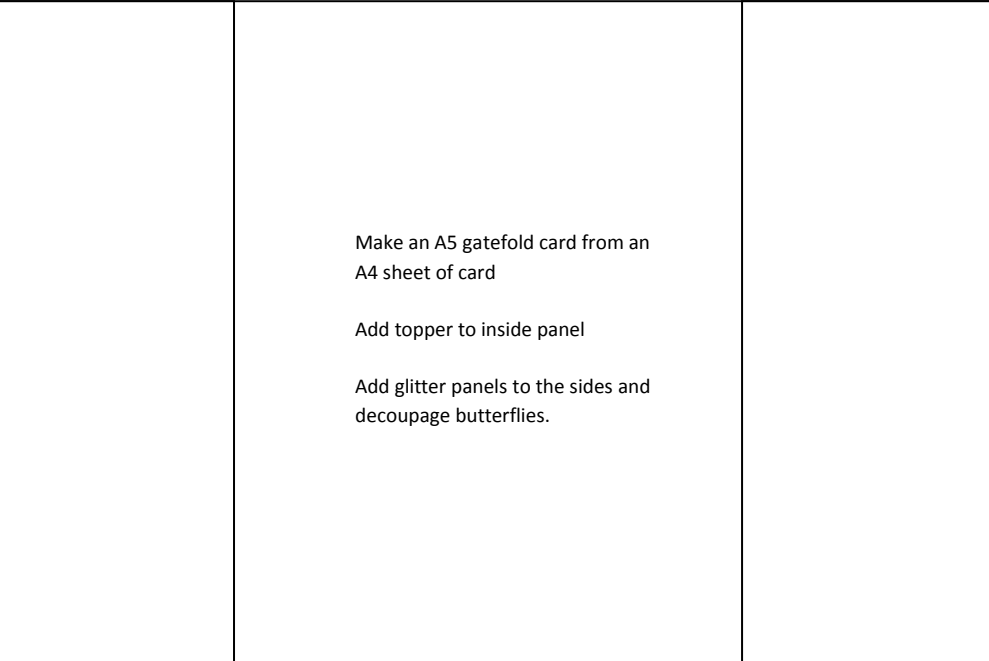 Make an A5 gatefold card from an
A4 sheet of card
Add topper to inside panel
Add glitter panels to the sides and
decoupage butterflies.